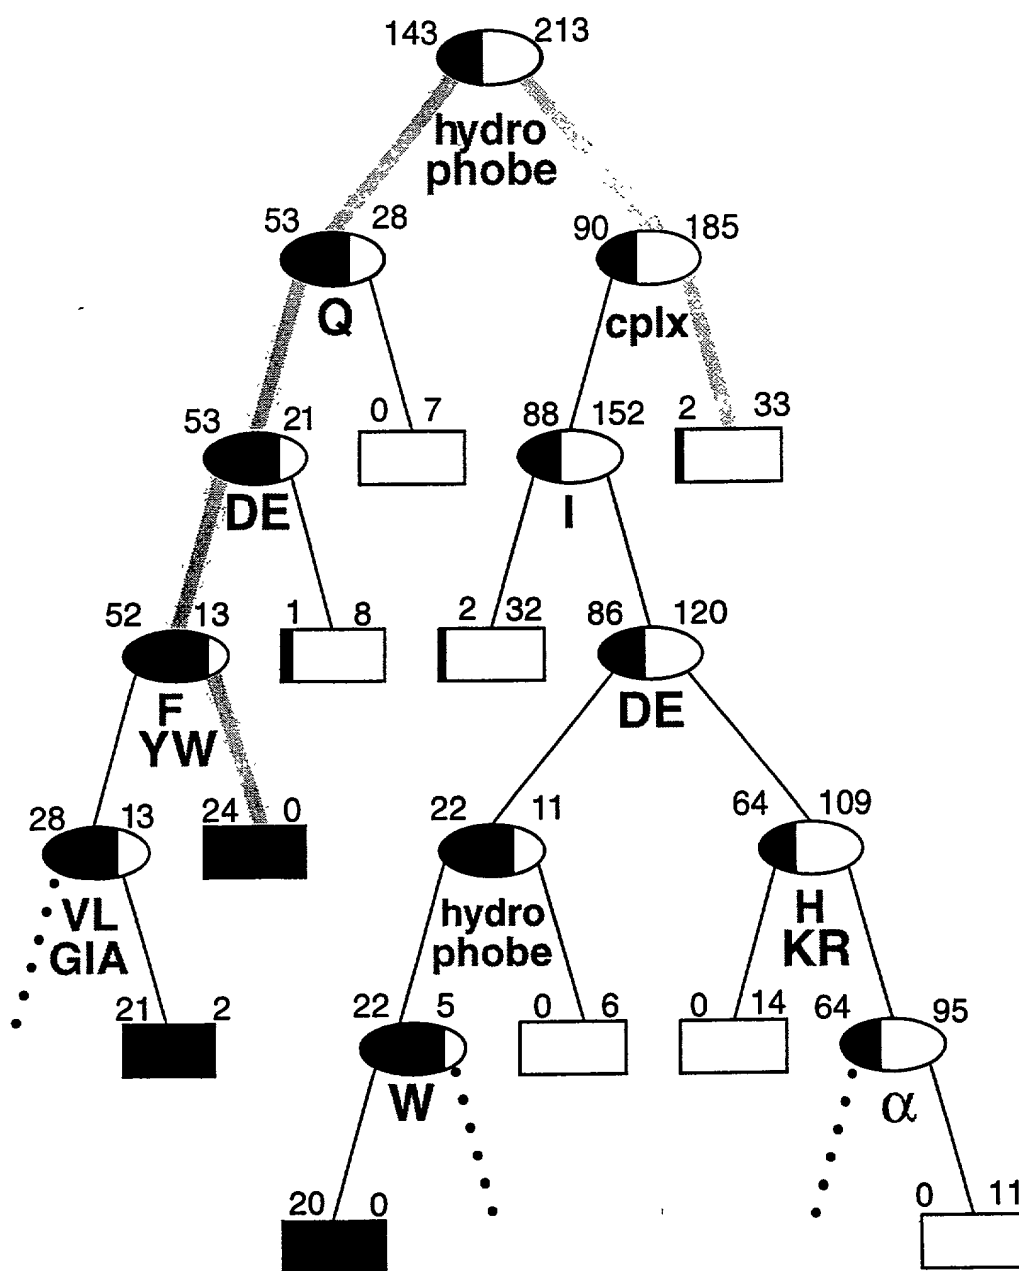 143 213
hydro
phobe
53 28 90 185
Q cplx
53 21 0 7 88 152 2 33
DE I
52 13 1 8 2 32 86 120
F DE
YW
28 13 24 0 22 11 64 109
VL hydro H
GIA phobe KR
21 2 22 5 0 6 0 14 64 95
W α
20 0 0 11